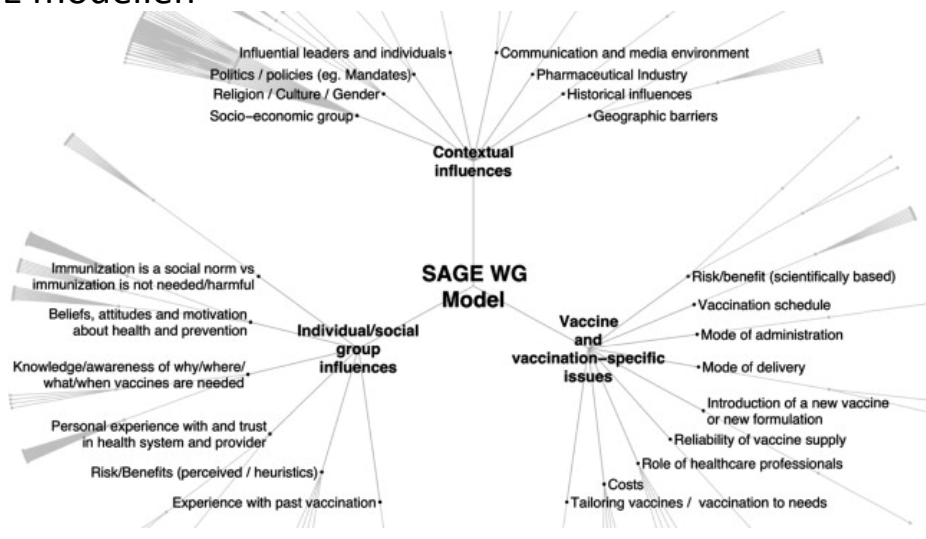 modellen
Influential leaders and individuals
Politics / policies (eg. Mandates)
Religion / Culture / Gender
Socio–economic group
Communication and media environment
Pharmaceutical Industry
Historical influences
Geographic barriers
Contextual
influences
SAGE WG
Model
Immunization is a social norm vs
immunization is not needed/harmful
Beliefs, attitudes and motivation
about health and prevention
Knowledge/awareness of why/where/
what/when vaccines are needed
Personal experience with and trust
in health system and provider
Risk/Benefits (perceived / heuristics)
Experience with past vaccination
Individual/social
group
influences
Vaccine
and
vaccination–specific
issues
Risk/benefit (scientifically based)
Vaccination schedule
Mode of administration
Mode of delivery
Introduction of a new vaccine
or new formulation
Reliability of vaccine supply
Role of healthcare professionals
Costs
Tailoring vaccines / vaccination to needs